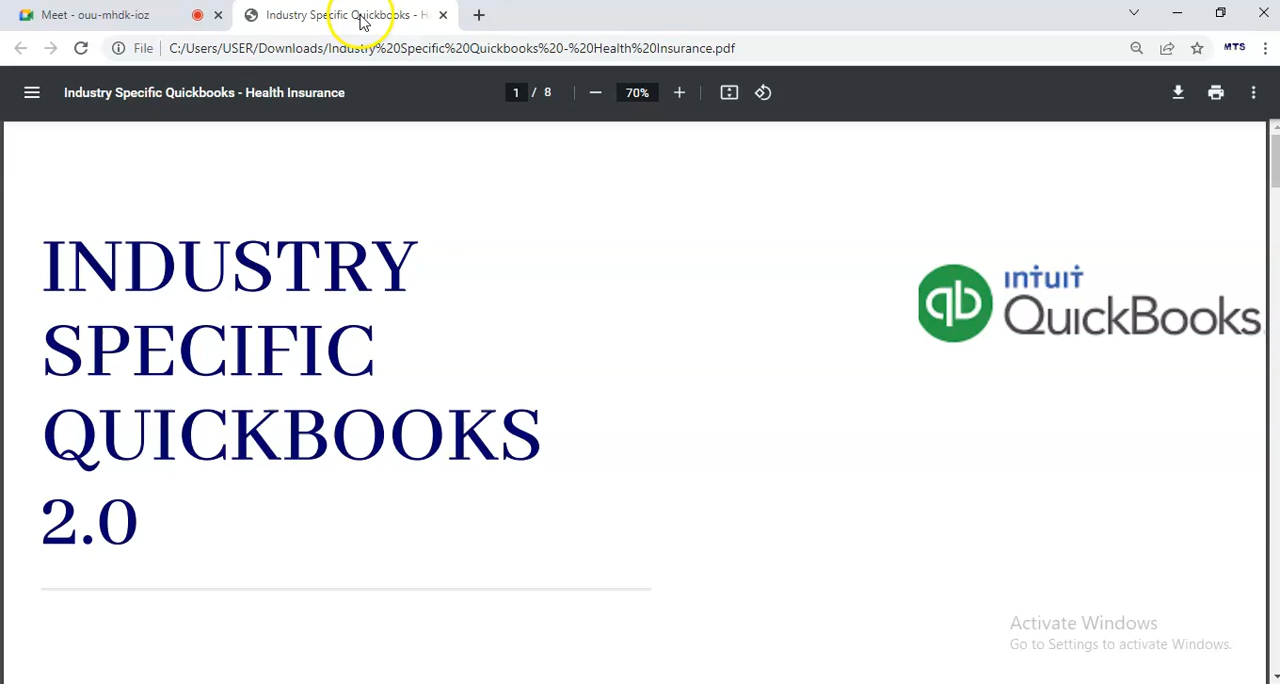 Meet - ouu-mhdk-ioz
Industry Specific Quickbooks - H
File
C:/Users/USER/Downloads/Industry%20Specific%20Quickbooks%20-%20Health%20Insurance.pdf
MTS
Industry Specific Quickbooks - Health Insurance
1 / 8
70%
INDUSTRY
SPECIFIC
QUICKBOOKS
2.0
qb
ıntuıt
QuickBooks.
Activate Windows
Go to Settings to activate Windows.